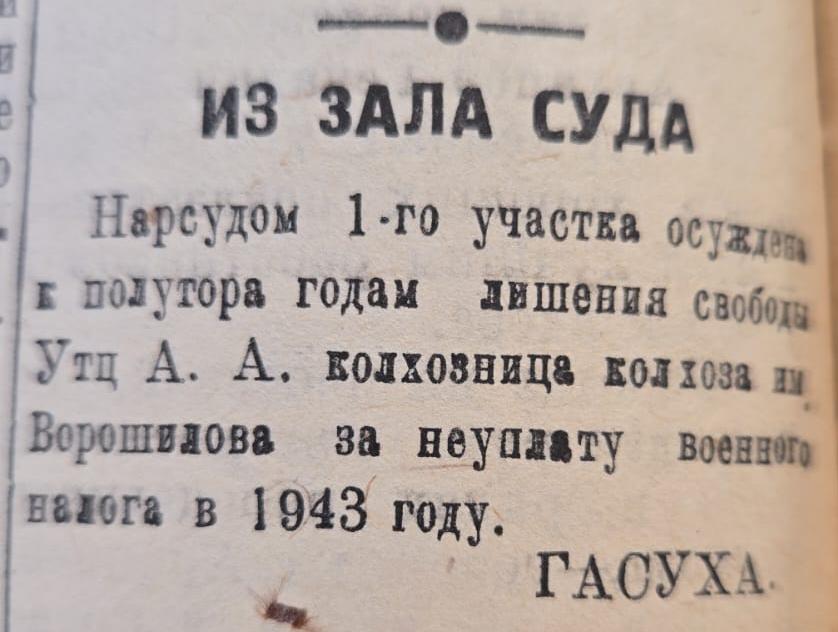 ИЗ ЗАЛА СУДА
Нарсудом 1-го участка осуждена
к полутора годам лишения свободы
Утц А. А. колхозница колхоза им.
Ворошилова за неуплату военного
налога в 1943 году.
ГАСУХА.